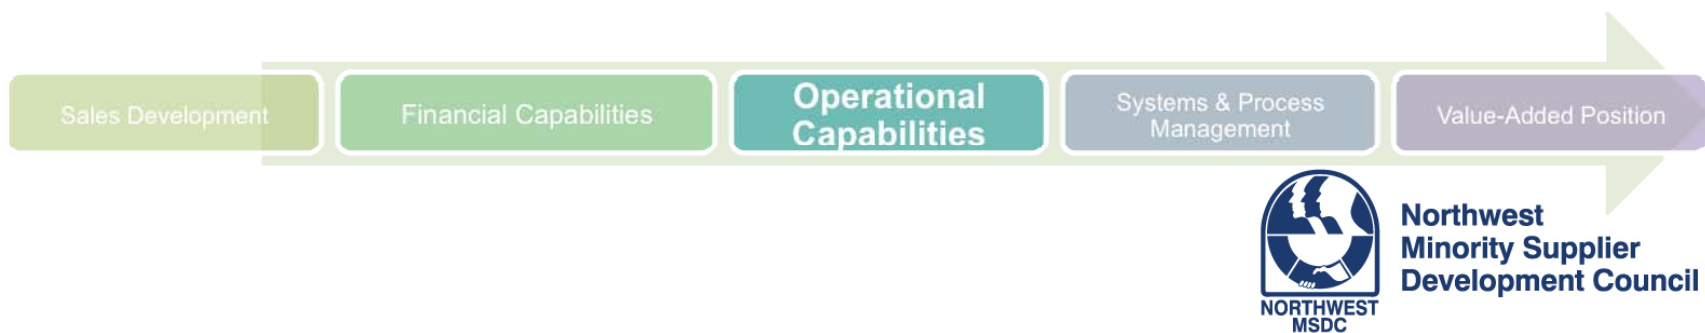 Sales Development
Financial Capabilities
Operational
Capabilities
Systems & Process
Management
Value-Added Position
Northwest
Minority Supplier
Development Council
NORTHWEST
MSDC